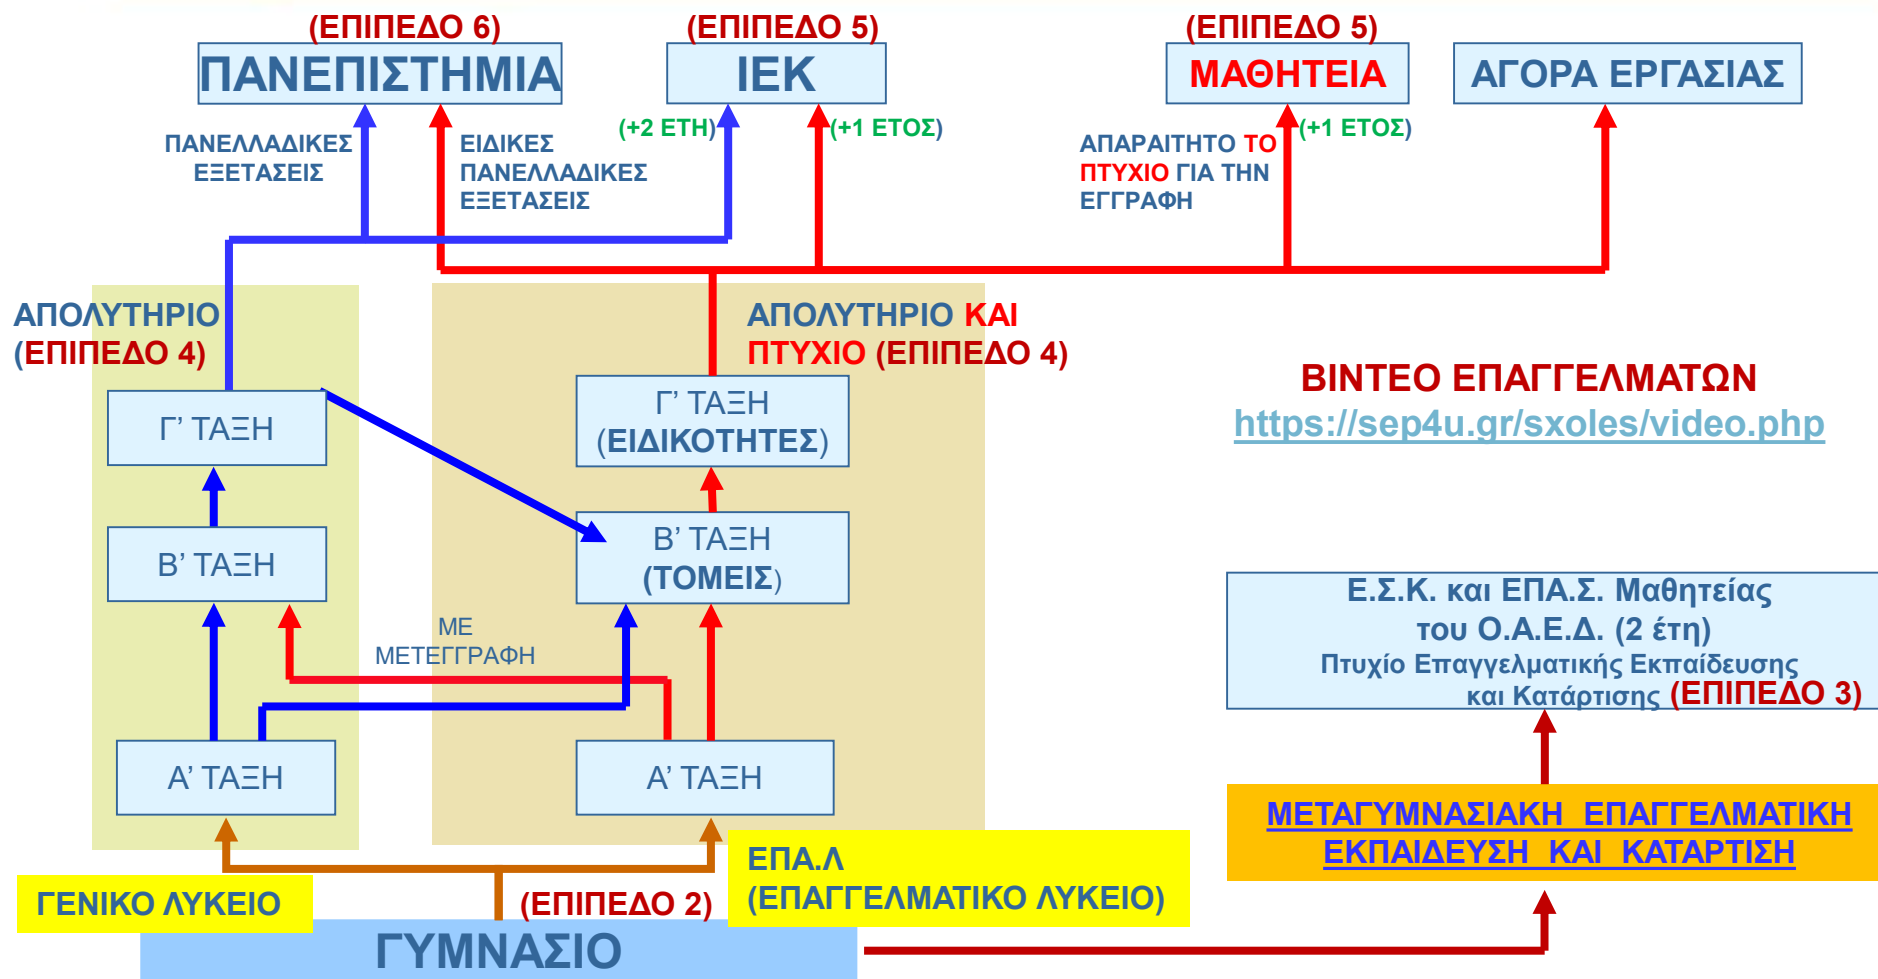 (ΕΠΙΠΕΔΟ 6)
ΠΑΝΕΠΙΣΤΗΜΙΑ
(ΕΠΙΠΕΔΟ 5)
ΙΕΚ
(ΕΠΙΠΕΔΟ 5)
ΜΑΘΗΤΕΙΑ
ΑΓΟΡΑ ΕΡΓΑΣΙΑΣ
ΠΑΝΕΛΛΑΔΙΚΕΣ
ΕΞΕΤΑΣΕΙΣ
ΕΙΔΙΚΕΣ
ΠΑΝΕΛΛΑΔΙΚΕΣ
ΕΞΕΤΑΣΕΙΣ
(+2 ΕΤΗ)
(+1 ΕΤΟΣ)
ΑΠΑΡΑΙΤΗΤΟ ΤΟ
ΠΤΥΧΙΟ ΓΙΑ ΤΗΝ
ΕΓΓΡΑΦΗ
(+1 ΕΤΟΣ)
ΑΠΟΛΥΤΗΡΙΟ
(ΕΠΙΠΕΔΟ 4)
ΑΠΟΛΥΤΗΡΙΟ ΚΑΙ
ΠΤΥΧΙΟ (ΕΠΙΠΕΔΟ 4)
ΒΙΝΤΕΟ ΕΠΑΓΓΕΛΜΑΤΩΝ
https://sep4u.gr/sxoles/video.php
Γ’ ΤΑΞΗ
Γ’ ΤΑΞΗ
(ΕΙΔΙΚΟΤΗΤΕΣ)
Β’ ΤΑΞΗ
Β’ ΤΑΞΗ
(ΤΟΜΕΙΣ)
ΜΕ
ΜΕΤΕΓΓΡΑΦΗ
Ε.Σ.Κ. και ΕΠΑ.Σ. Μαθητείας
του Ο.Α.Ε.Δ. (2 έτη)
Πτυχίο Επαγγελματικής Εκπαίδευσης
και Κατάρτισης (ΕΠΙΠΕΔΟ 3)
Α’ ΤΑΞΗ
Α’ ΤΑΞΗ
ΜΕΤΑΓΥΜΝΑΣΙΑΚΗ ΕΠΑΓΓΕΛΜΑΤΙΚΗ
ΕΚΠΑΙΔΕΥΣΗ ΚΑΙ ΚΑΤΑΡΤΙΣΗ
ΓΕΝΙΚΟ ΛΥΚΕΙΟ
(ΕΠΙΠΕΔΟ 2)
ΕΠΑ.Λ
(ΕΠΑΓΓΕΛΜΑΤΙΚΟ ΛΥΚΕΙΟ)
ΓΥΜΝΑΣΙΟ